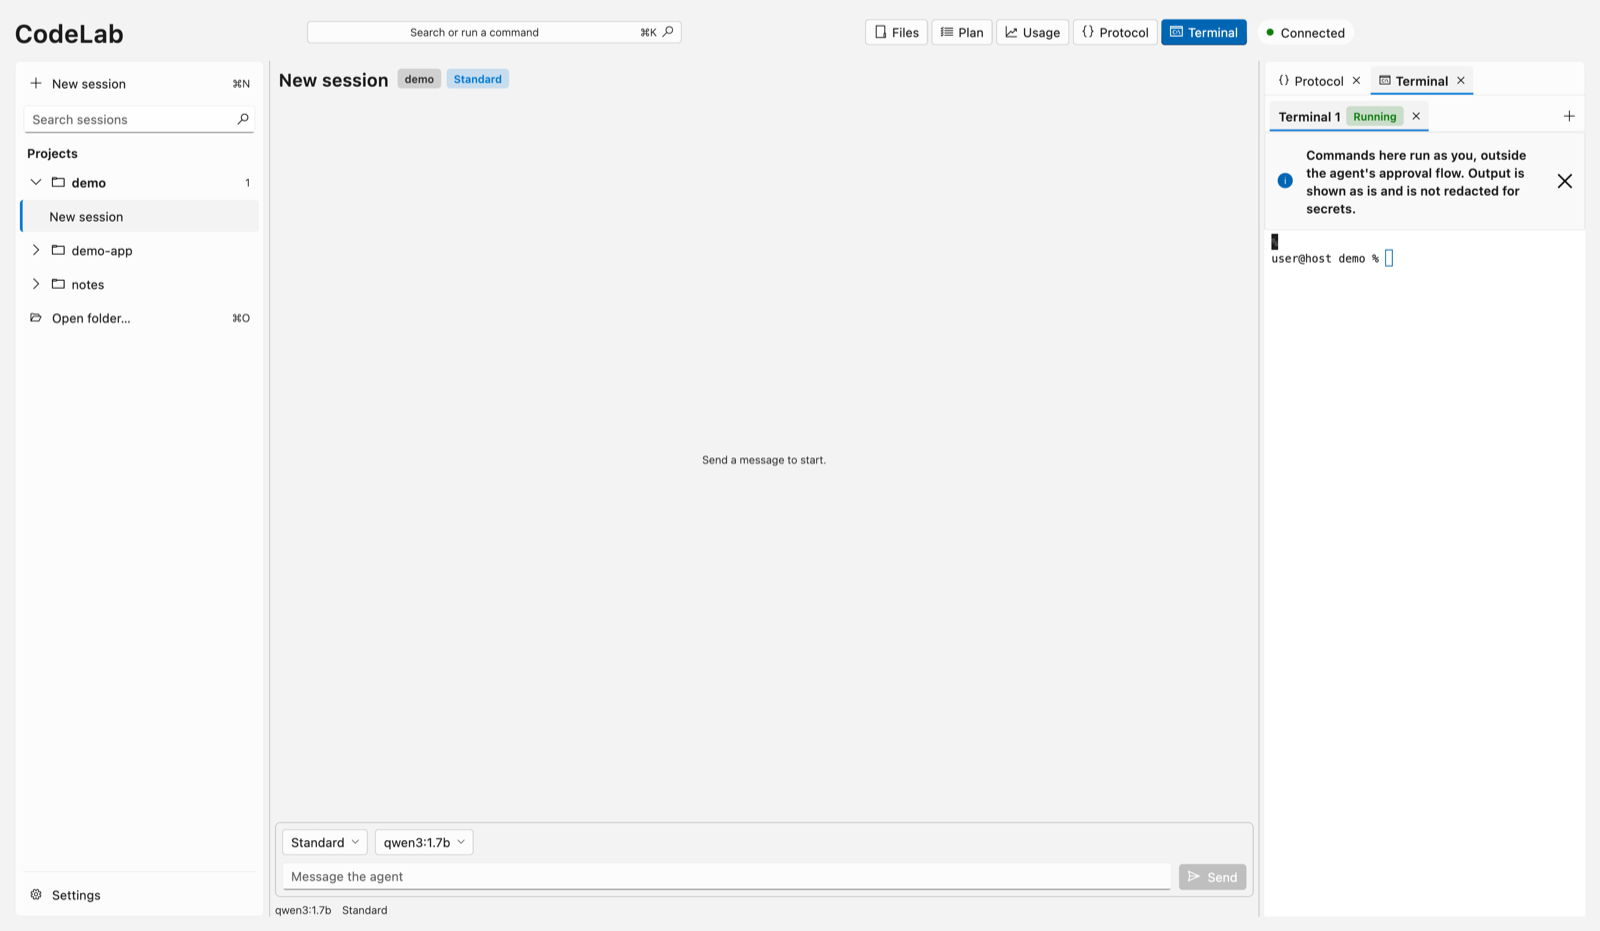 CodeLab
Search or run a command ⌘K
Files
Plan
Usage
Protocol
Terminal
Connected
New session ⌘N
Search sessions
Projects
demo 1
New session
demo-app
notes
Open folder... ⌘O
Settings
New session demo Standard
Send a message to start.
Standard
qwen3:1.7b
Message the agent
Send
qwen3:1.7b Standard
Protocol
Terminal
Terminal 1 Running
Commands here run as you, outside
the agent's approval flow. Output is
shown as is and is not redacted for
secrets.
user@host demo %